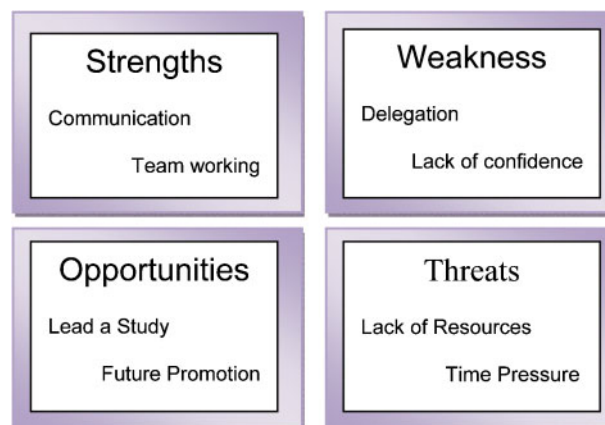 Strengths
Communication
Team working
Weakness
Delegation
Lack of confidence
Opportunities
Lead a Study
Future Promotion
Threats
Lack of Resources
Time Pressure